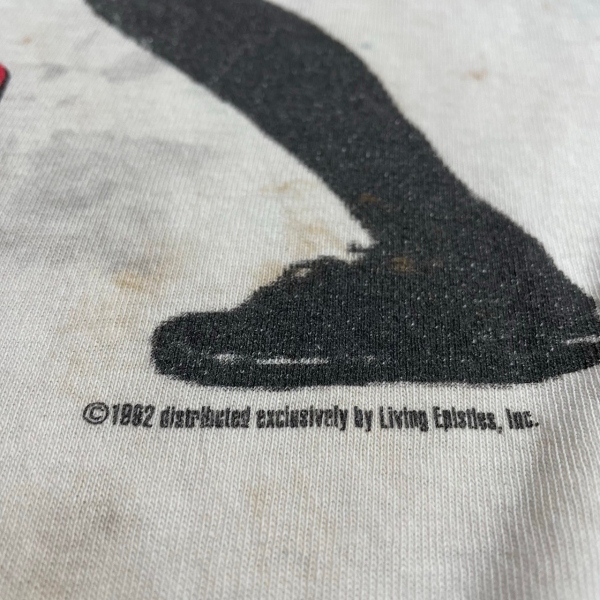 ©1992 distributed exclusively by Living Epistles, Inc.